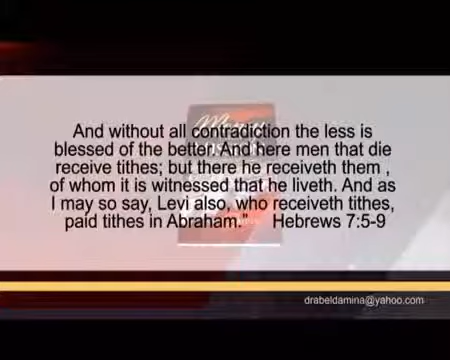 And without all contradiction the less is
blessed of the better. And here men that die
receive tithes; but there he receiveth them ,
of whom it is witnessed that he liveth. And as
I may so say, Levi also, who receiveth tithes,
paid tithes in Abraham." Hebrews 7:5-9
drabeldamina@yahoo.com